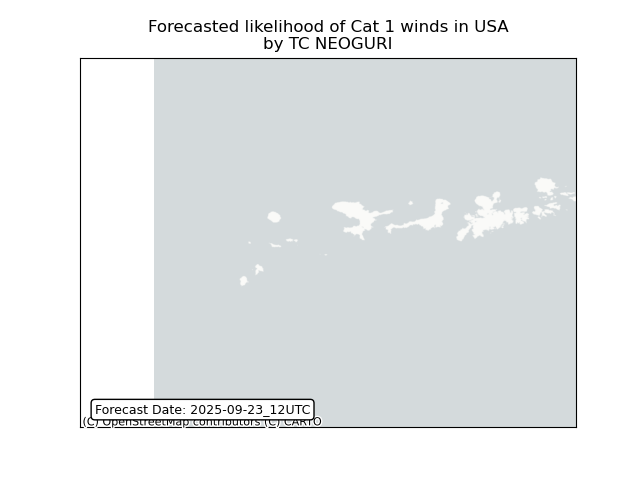 Forecasted likelihood of Cat 1 winds in USA
by TC NEOGURI
Forecast Date: 2025-09-23_12UTC
(C) OpenStreetMap contributors (C) CARTO